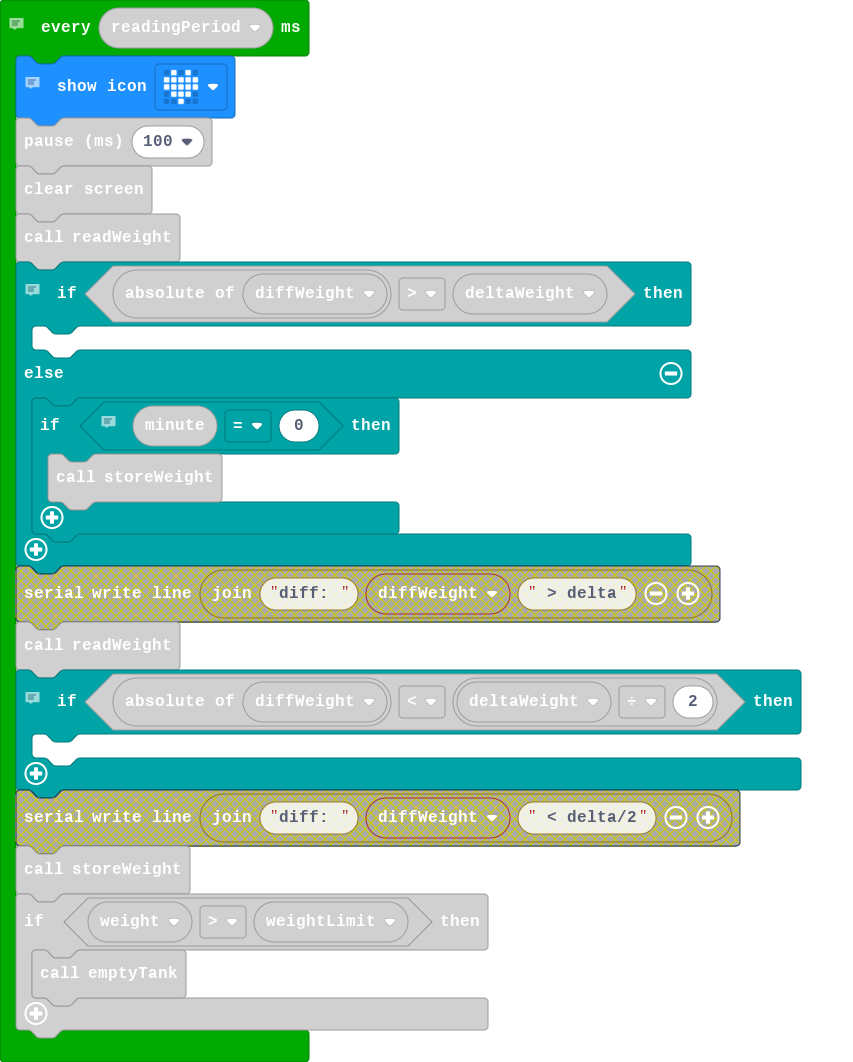 every readingPeriod ms
show icon
pause (ms) 100
clear screen
call readWeight
if absolute of diffWeight > deltaWeight then
else
if minute = 0 then
call storeWeight
serial write line join "diff: " diffWeight " > delta"
call readWeight
if absolute of diffWeight < deltaWeight ÷ 2 then
serial write line join "diff: " diffWeight " < delta/2"
call storeWeight
if weight > weightLimit then
call emptyTank